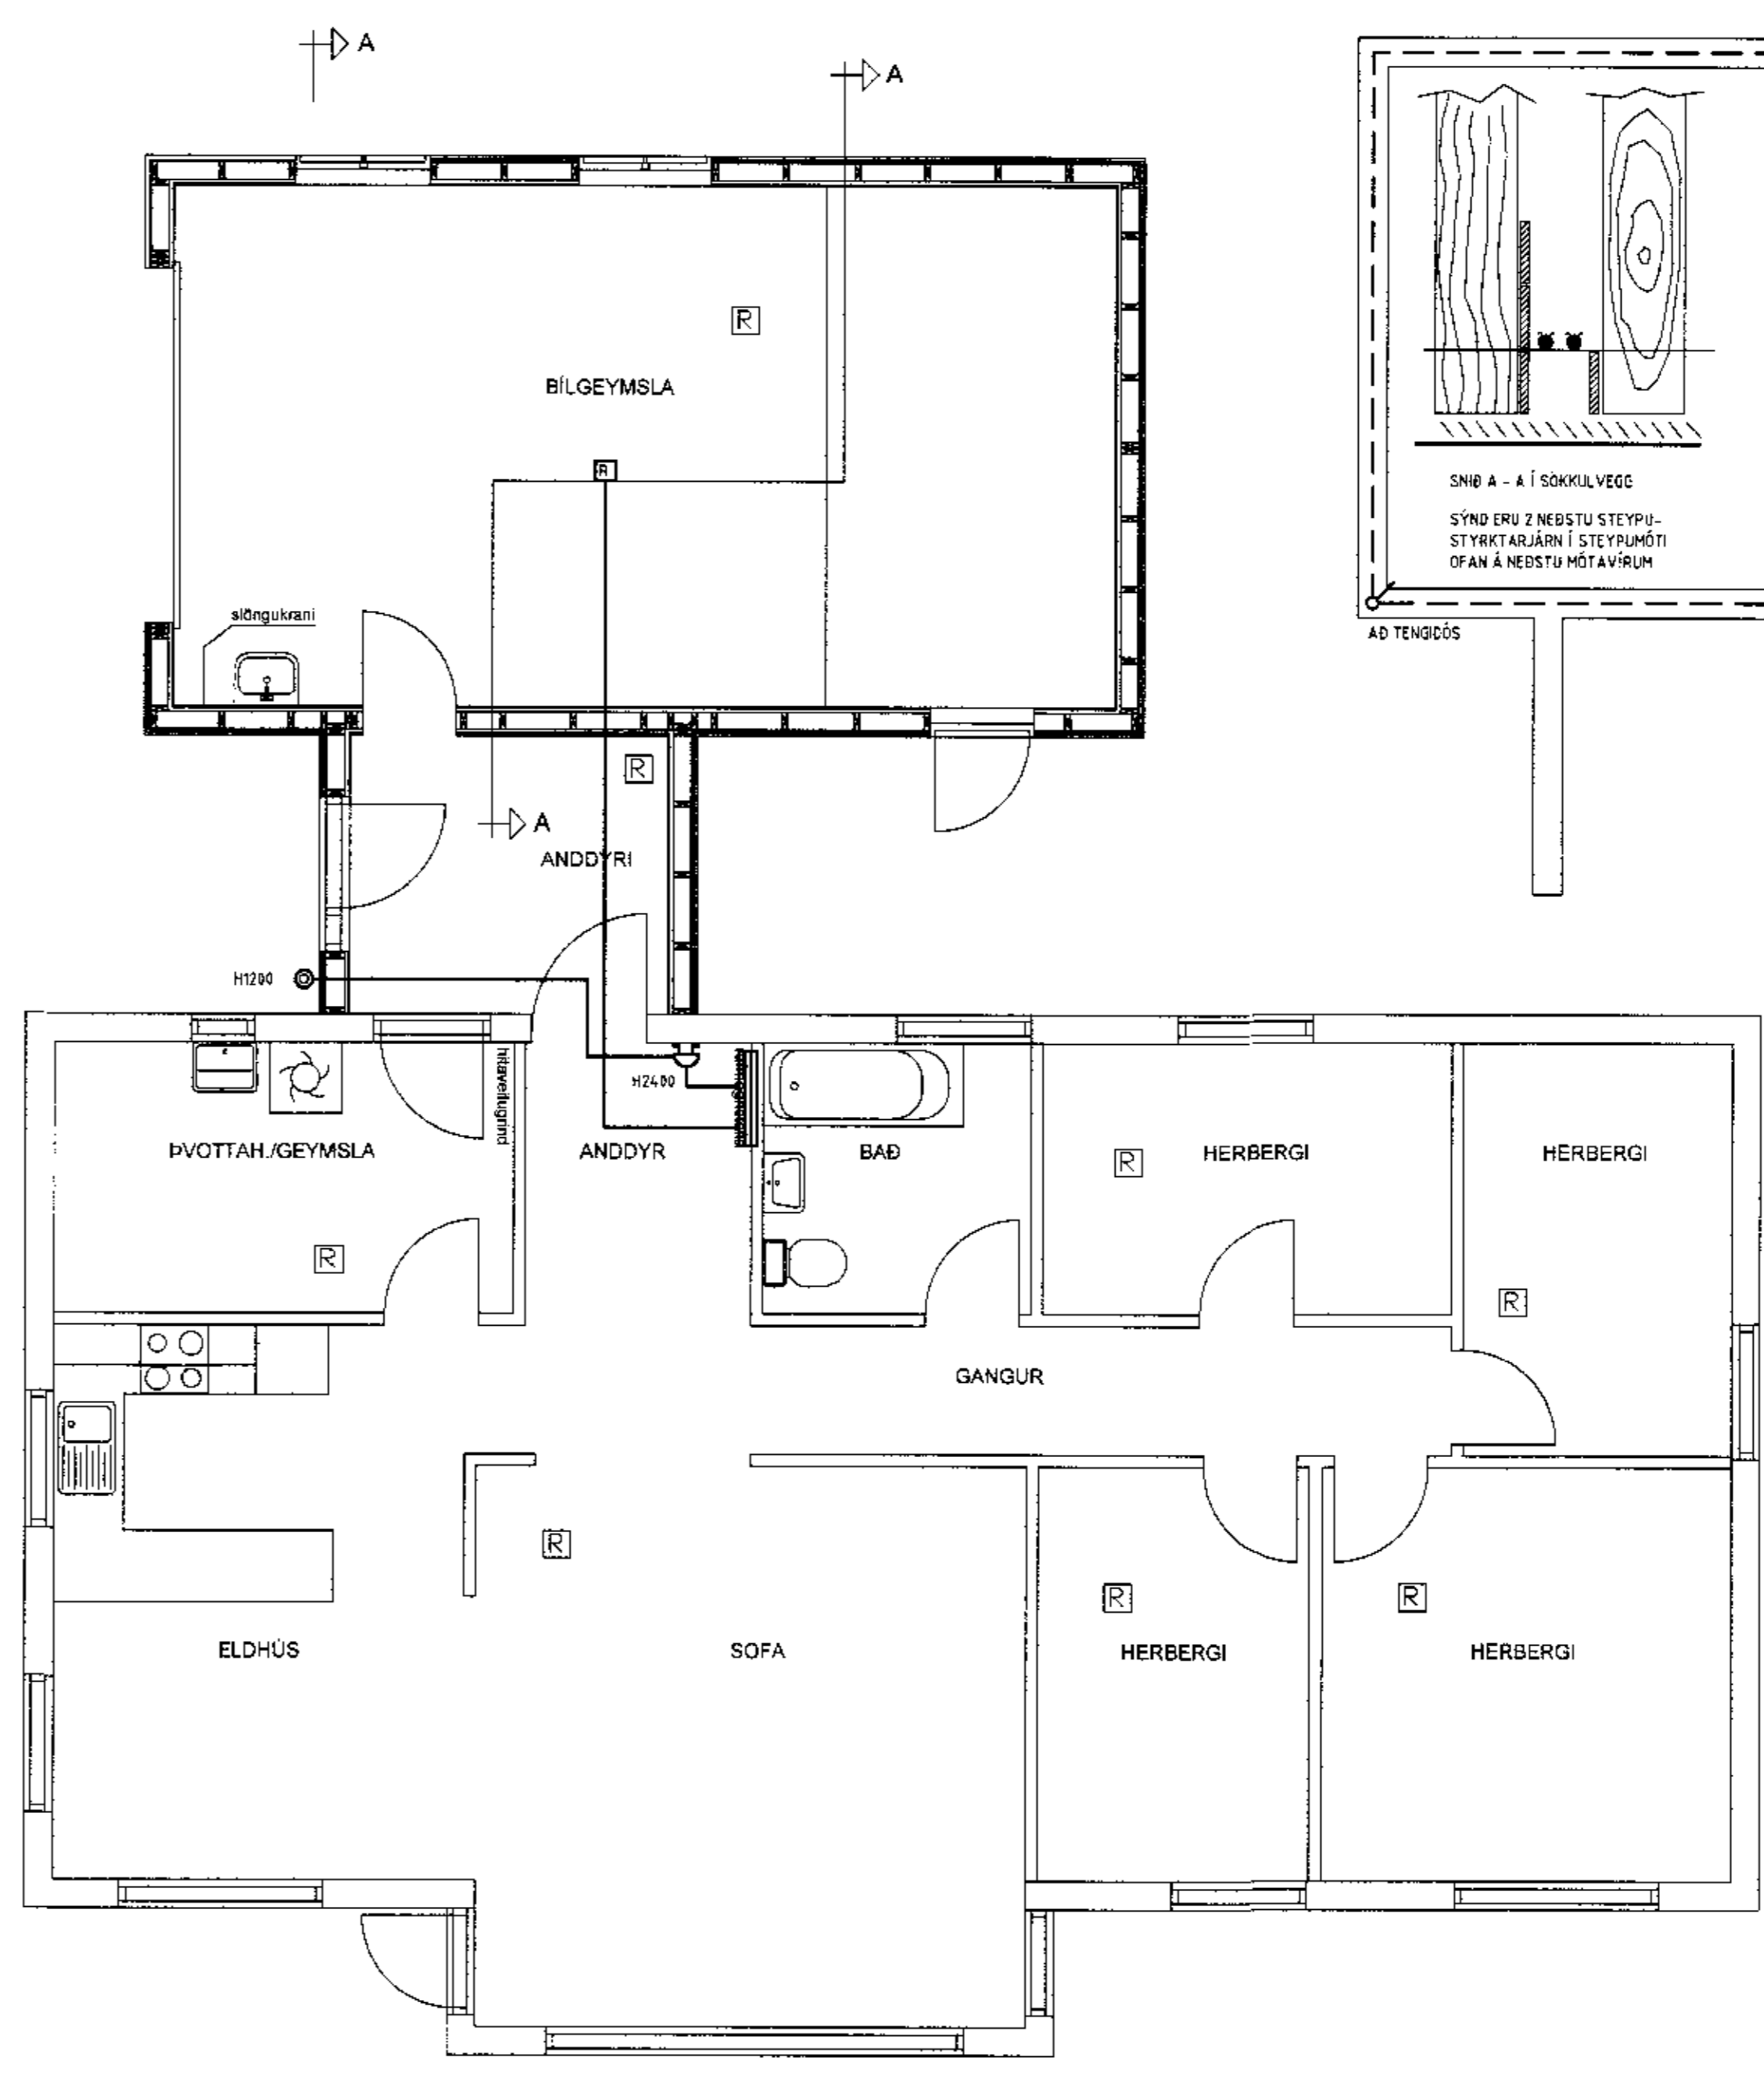 A
A
BÍLGEYMSLA
R
R
slöngukrani
R
A
ANDDYRI
H1200
H2400
hitaveitugrind
ÞVOTTAH./GEYMSLA
ANDDYR
BAÐ
HERBERGI
HERBERGI
R
R
R
GANGUR
R
R
R
ELDHÚS
SOFA
HERBERGI
HERBERGI
SNIÐ A - A Í SÖKKULVEGG
SÝND ERU 2 NEÐSTU STEYPU-
STYRKTARJÁRN Í STEYPUMÓTI
OFAN Á NEÐSTU MÓTAVÍRUM
AÐ TENGIDÓS